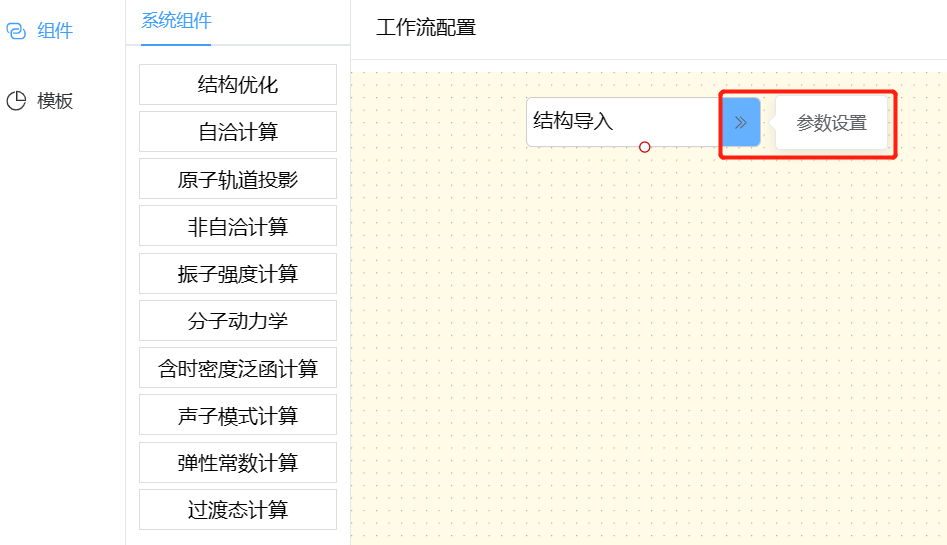 组件
模板
系统组件
结构优化
自洽计算
原子轨道投影
非自洽计算
振子强度计算
分子动力学
含时密度泛函计算
声子模式计算
弹性常数计算
过渡态计算
工作流配置
结构导入
参数设置